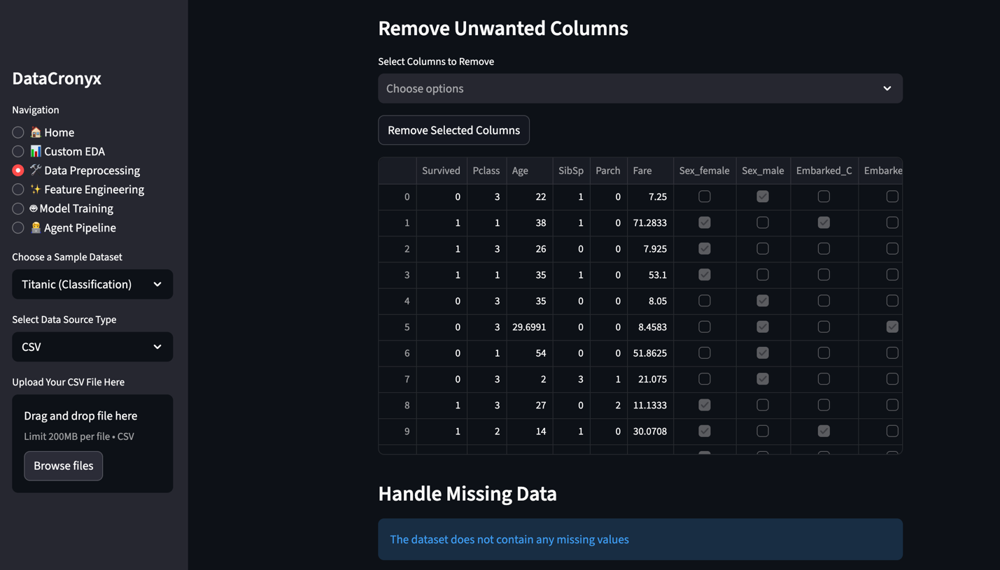 DataCronyx
Navigation
🏠 Home
📊 Custom EDA
🛠️ Data Preprocessing
✨ Feature Engineering
Model Training
Agent Pipeline
Choose a Sample Dataset
Titanic (Classification)
Select Data Source Type
CSV
Upload Your CSV File Here
Drag and drop file here
Limit 200MB per file • CSV
Browse files
Remove Unwanted Columns
Select Columns to Remove
Choose options
Remove Selected Columns
Survived Pclass Age SibSp Parch Fare Sex_female Sex_male Embarked_C Embarke
0 0 3 22 1 0 7.25
1 1 1 38 1 0 71.2833
2 1 3 26 0 0 7.925
3 1 1 35 1 0 53.1
4 0 3 35 0 0 8.05
5 0 3 29.6991 0 0 8.4583
6 0 1 54 0 0 51.8625
7 0 3 2 3 1 21.075
8 1 3 27 0 2 11.1333
9 1 2 14 1 0 30.0708
Handle Missing Data
The dataset does not contain any missing values